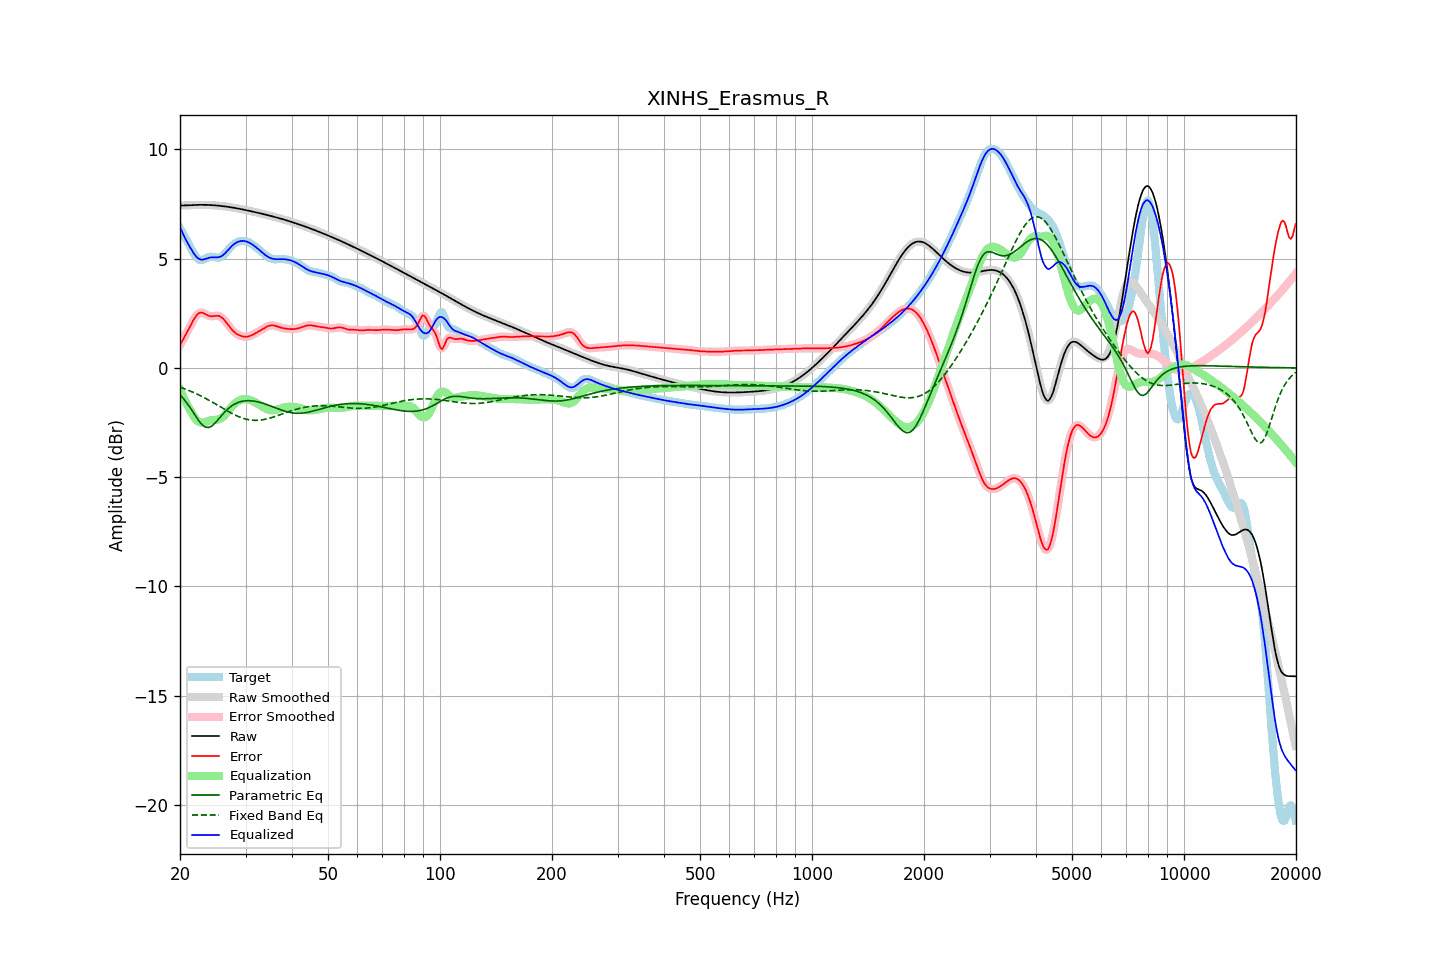 XINHS_Erasmus_R
Amplitude (dBr)
10
5
0
−5
−10
−15
−20
Target
Raw Smoothed
Error Smoothed
Raw
Error
Equalization
Parametric Eq
Fixed Band Eq
Equalized
20
50
100
200
500
1000
2000
5000
10000
20000
Frequency (Hz)